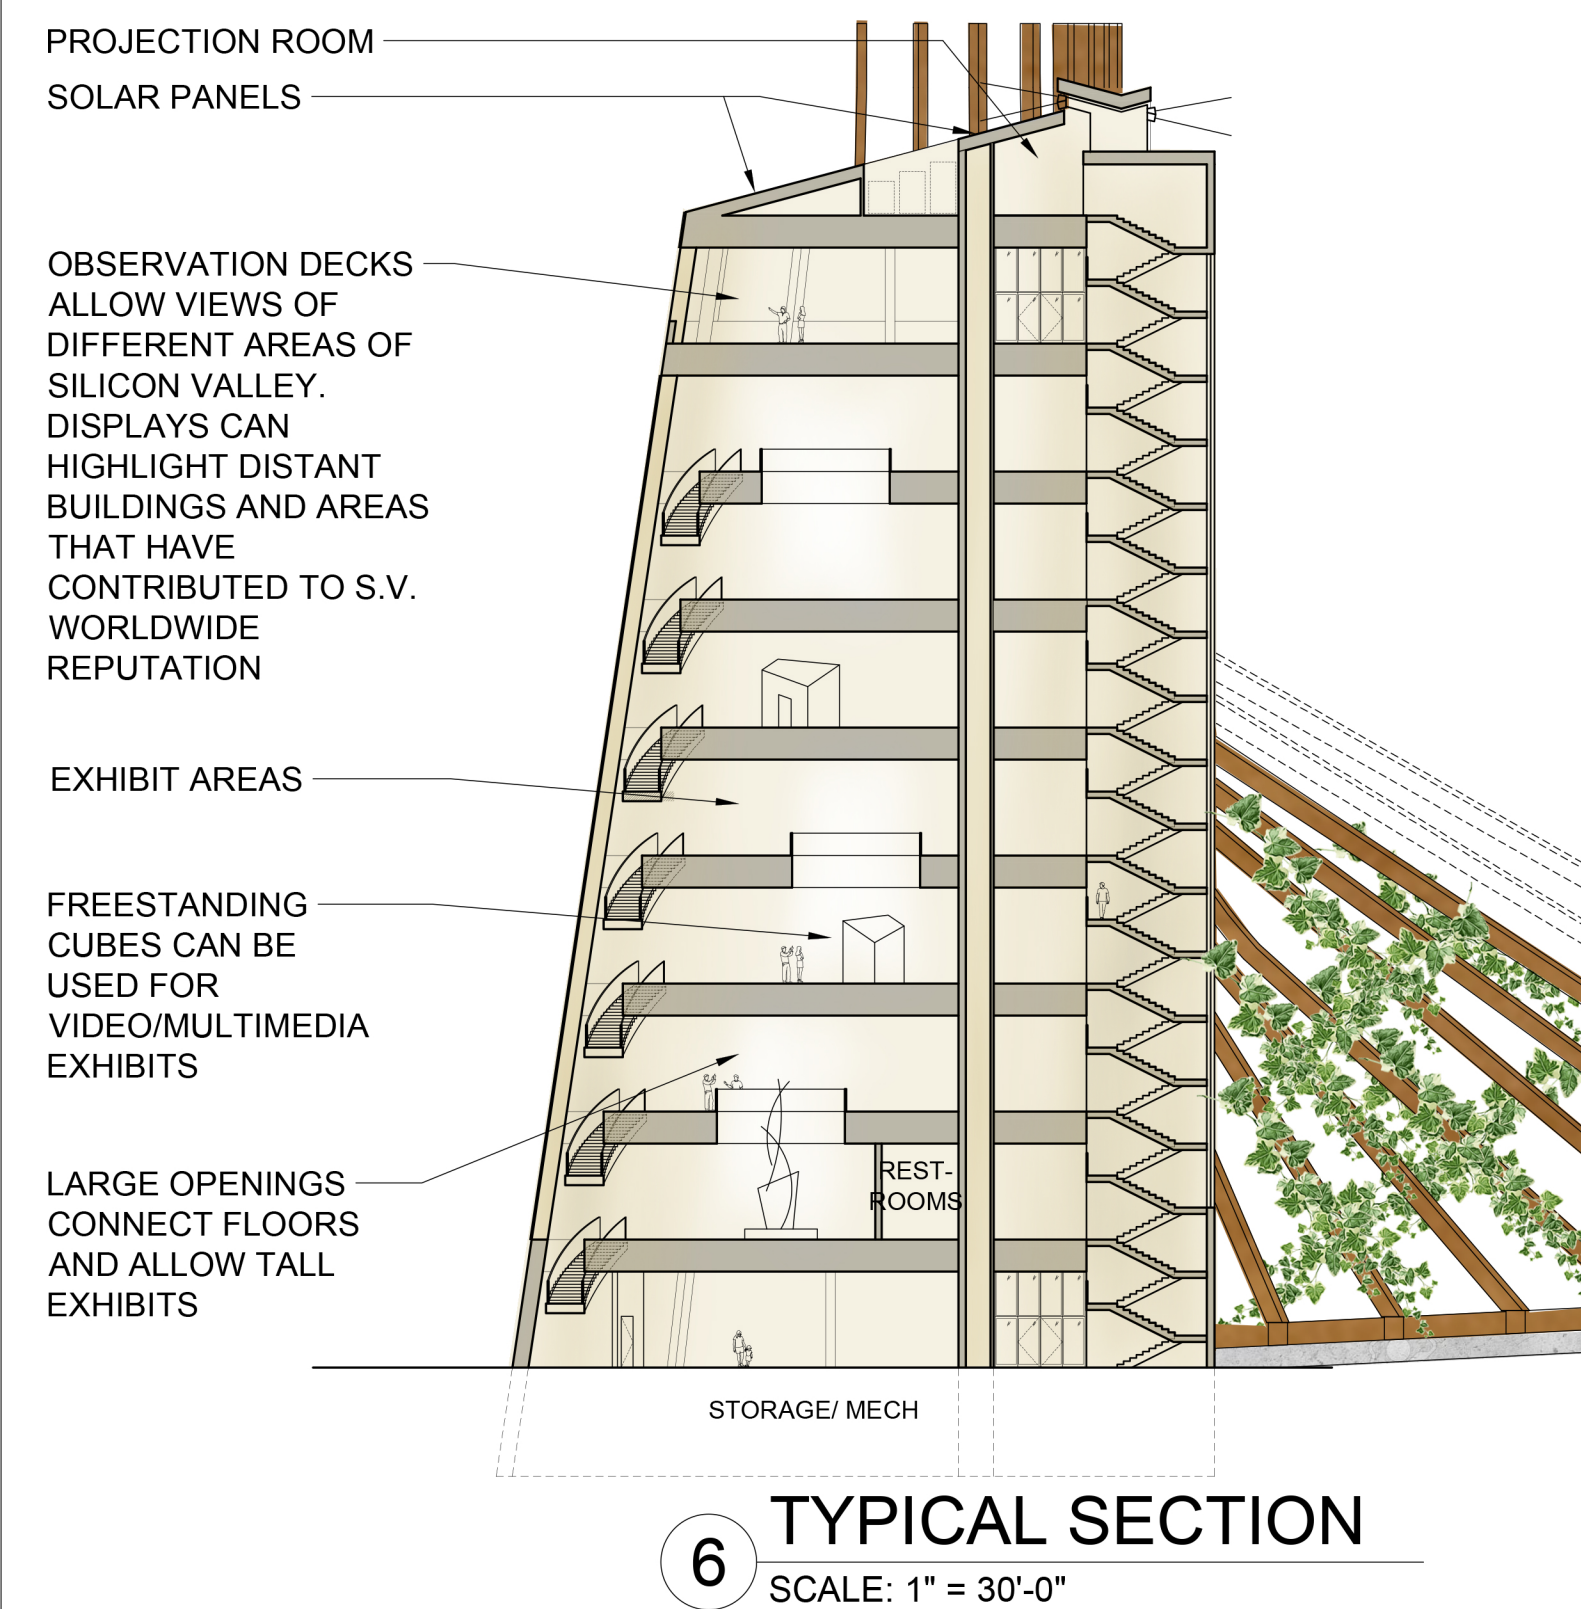 PROJECTION ROOM
SOLAR PANELS
OBSERVATION DECKS
ALLOW VIEWS OF
DIFFERENT AREAS OF
SILICON VALLEY.
DISPLAYS CAN
HIGHLIGHT DISTANT
BUILDINGS AND AREAS
THAT HAVE
CONTRIBUTED TO S.V.
WORLDWIDE
REPUTATION
EXHIBIT AREAS
FREESTANDING
CUBES CAN BE
USED FOR
VIDEO/MULTIMEDIA
EXHIBITS
LARGE OPENINGS
CONNECT FLOORS
AND ALLOW TALL
EXHIBITS
REST-
ROOMS
STORAGE/ MECH
6
TYPICAL SECTION
SCALE: 1" = 30'-0"